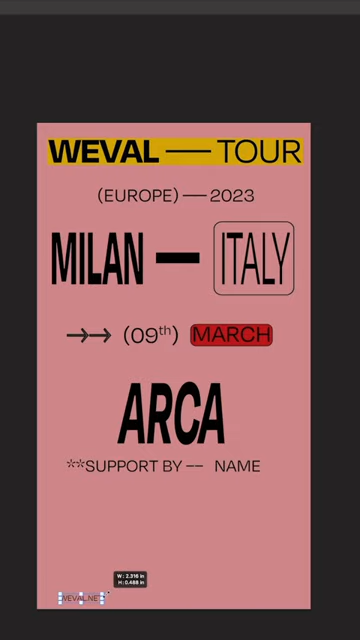 WEVAL — TOUR
(EUROPE) — 2023
MILAN — ITALY
→→ (09th) MARCH
ARCA
**SUPPORT BY –– NAME
W: 2.316 in
H: 0.488 in
WEVAL.NET